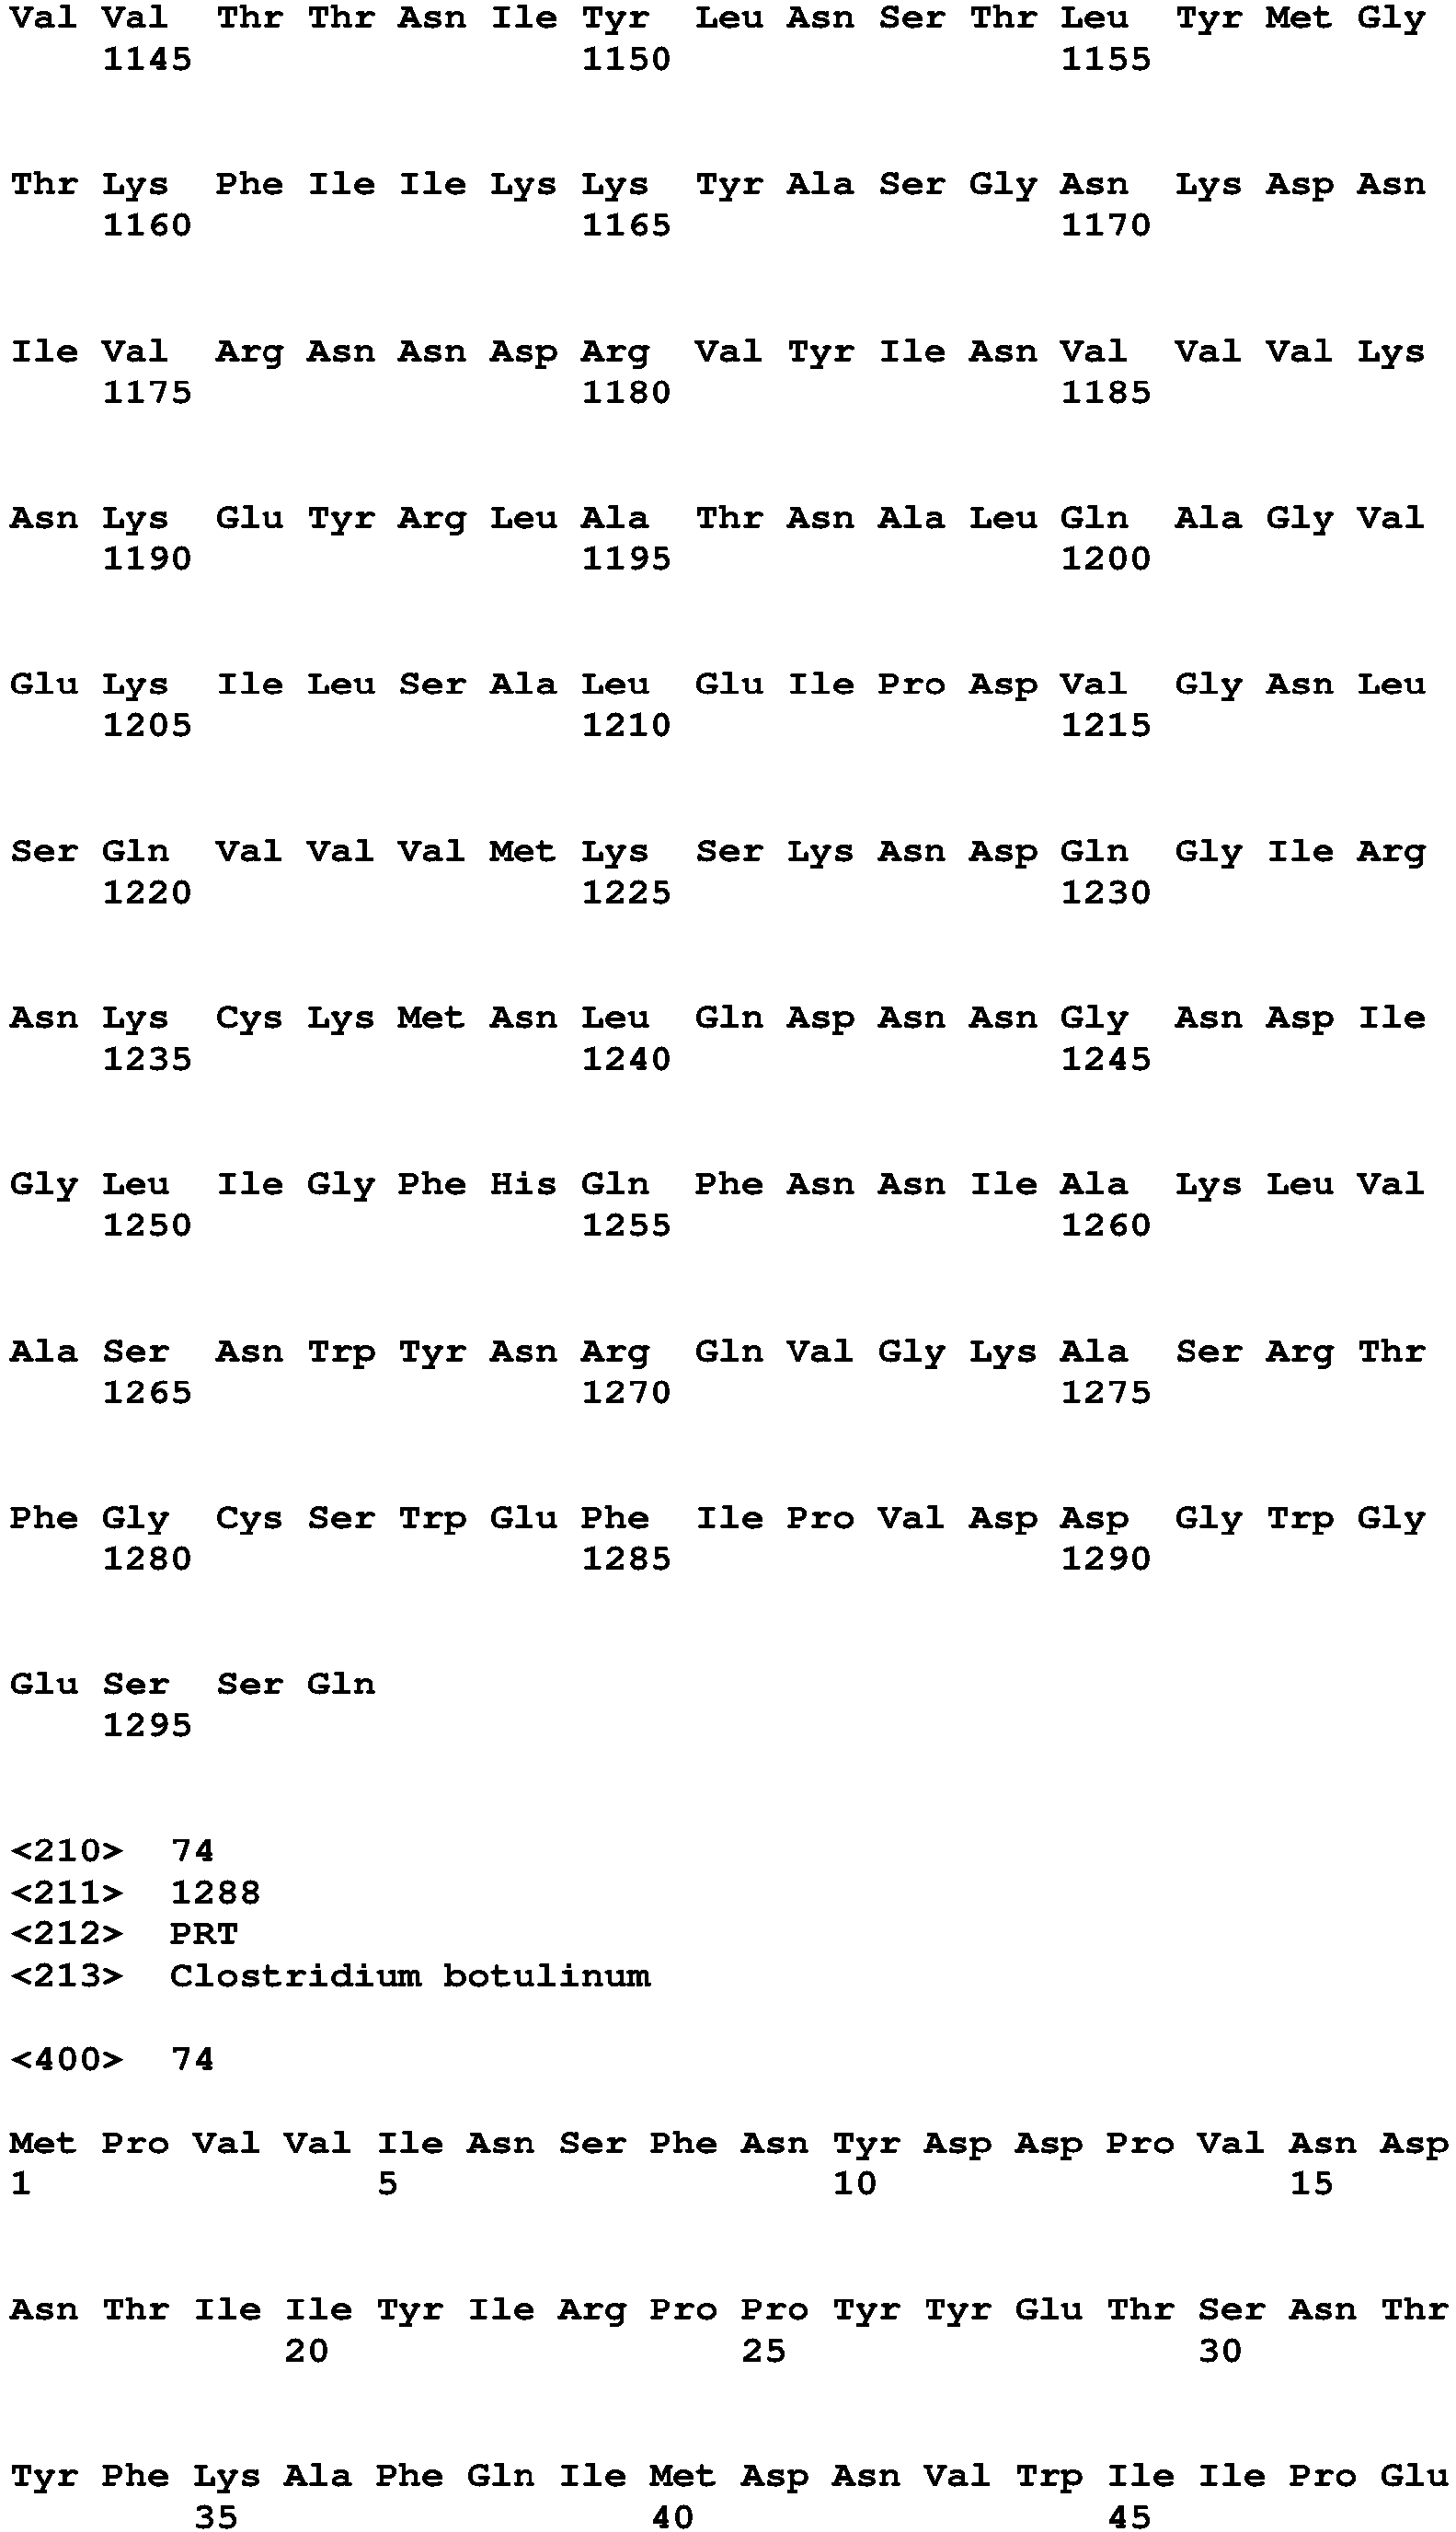 Val Val Thr Thr Asn Ile Tyr Leu Asn Ser Thr Leu Tyr Met Gly
1145 1150 1155
Thr Lys Phe Ile Ile Lys Lys Tyr Ala Ser Gly Asn Lys Asp Asn
1160 1165 1170
Ile Val Arg Asn Asn Asp Arg Val Tyr Ile Asn Val Val Val Lys
1175 1180 1185
Asn Lys Glu Tyr Arg Leu Ala Thr Asn Ala Leu Gln Ala Gly Val
1190 1195 1200
Glu Lys Ile Leu Ser Ala Leu Glu Ile Pro Asp Val Gly Asn Leu
1205 1210 1215
Ser Gln Val Val Val Met Lys Ser Lys Asn Asp Gln Gly Ile Arg
1220 1225 1230
Asn Lys Cys Lys Met Asn Leu Gln Asp Asn Asn Gly Asn Asp Ile
1235 1240 1245
Gly Leu Ile Gly Phe His Gln Phe Asn Asn Ile Ala Lys Leu Val
1250 1255 1260
Ala Ser Asn Trp Tyr Asn Arg Gln Val Gly Lys Ala Ser Arg Thr
1265 1270 1275
Phe Gly Cys Ser Trp Glu Phe Ile Pro Val Asp Asp Gly Trp Gly
1280 1285 1290
Glu Ser Ser Gln
1295
<210> 74
<211> 1288
<212> PRT
<213> Clostridium botulinum
<400> 74
Met Pro Val Val Ile Asn Ser Phe Asn Tyr Asp Asp Pro Val Asn Asp
1 5 10 15
Asn Thr Ile Ile Tyr Ile Arg Pro Pro Tyr Tyr Glu Thr Ser Asn Thr
20 25 30
Tyr Phe Lys Ala Phe Gln Ile Met Asp Asn Val Trp Ile Ile Pro Glu
35 40 45